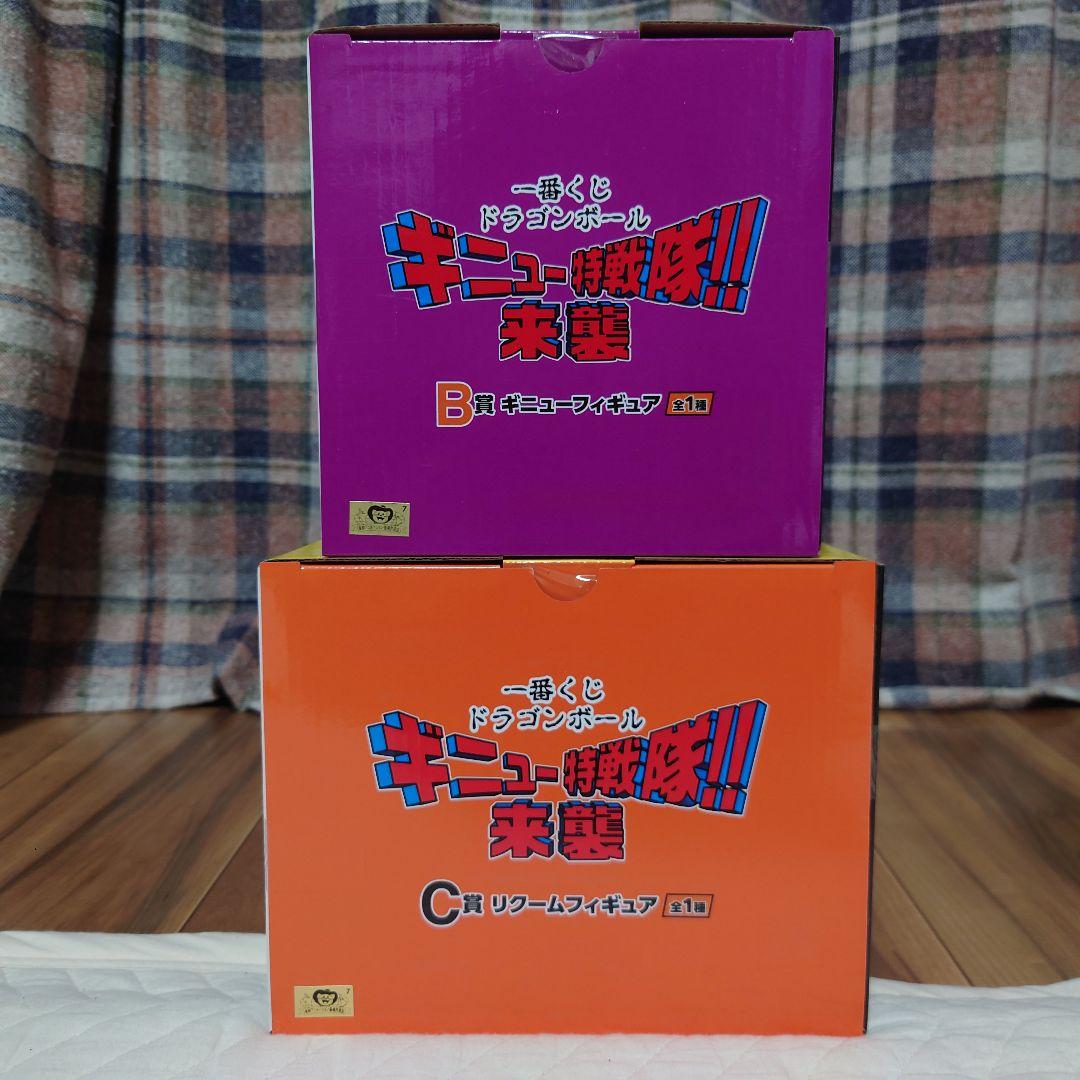 一番くじ
ドラゴンボール
ギニュー特戦隊!!
来襲
B賞 ギニューフィギュア 全1種
7
一番くじ
ドラゴンボール
ギニュー特戦隊!!
来襲
C賞 リクームフィギュア 全1種
7